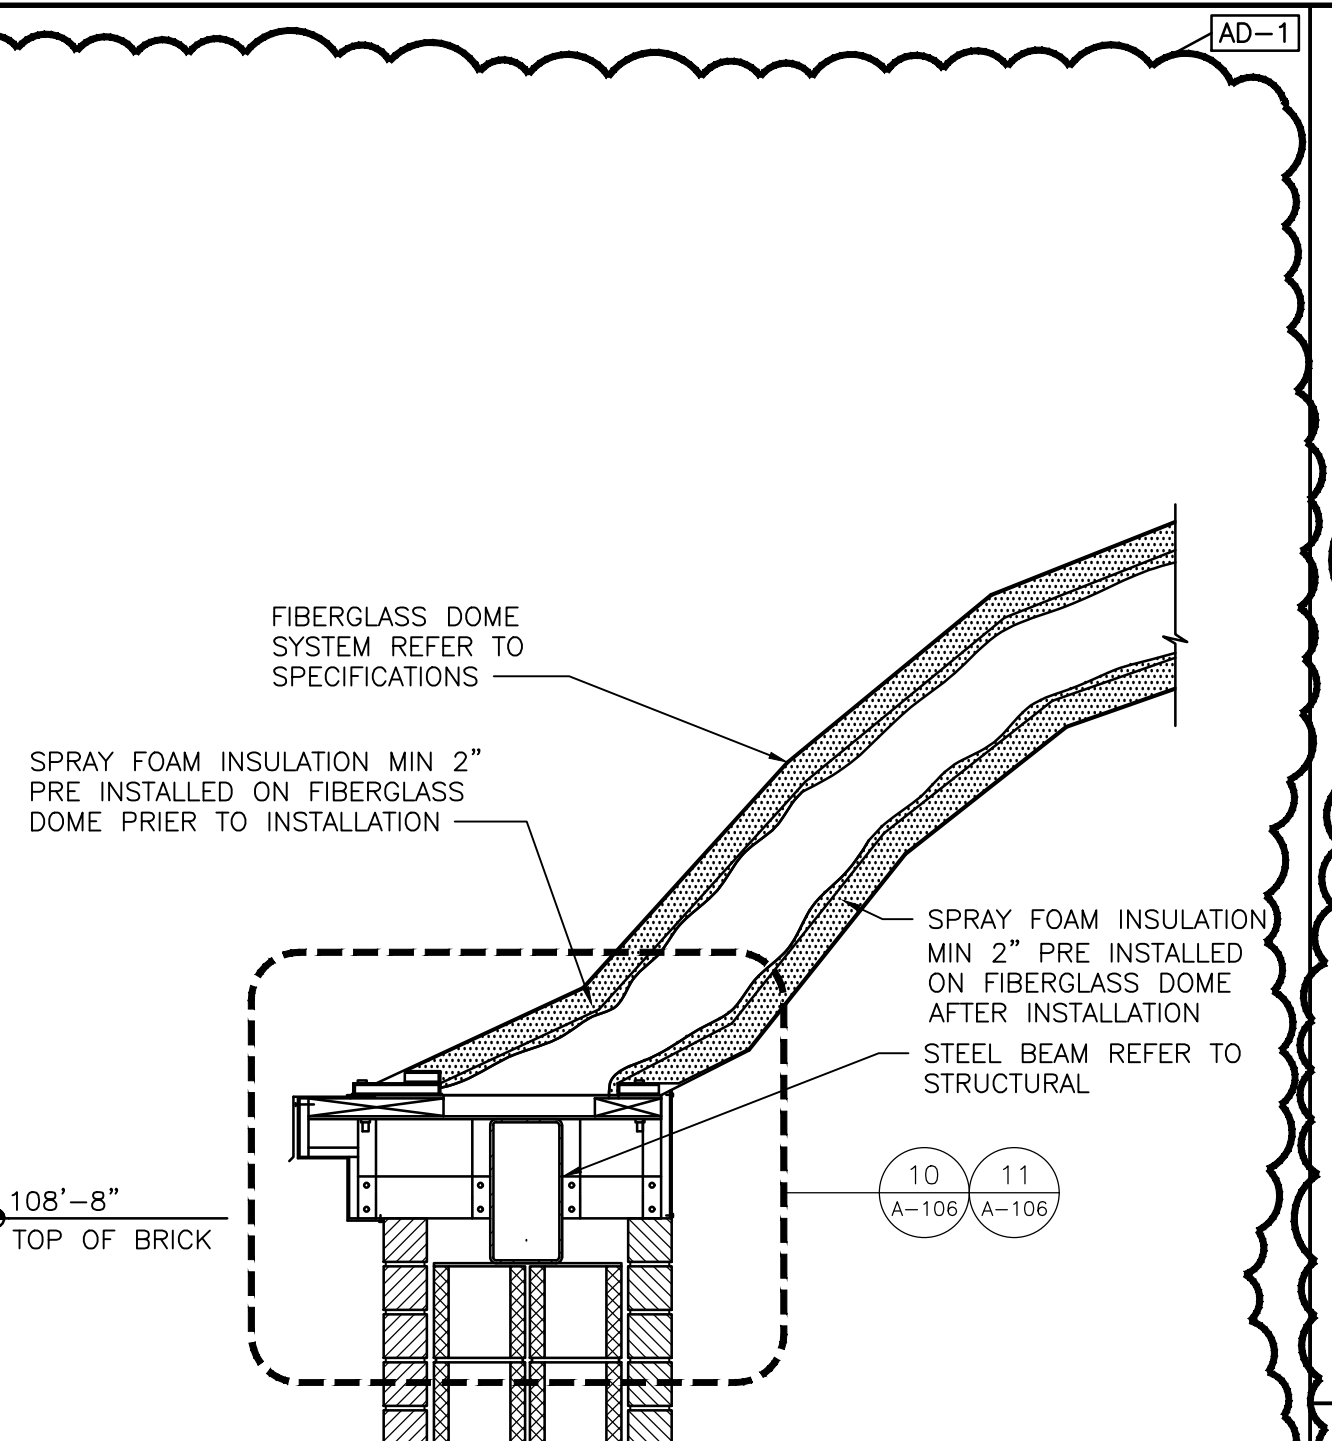 AD-1
FIBERGLASS DOME
SYSTEM REFER TO
SPECIFICATIONS
SPRAY FOAM INSULATION MIN 2”
PRE INSTALLED ON FIBERGLASS
DOME PRIER TO INSTALLATION
SPRAY FOAM INSULATION
MIN 2” PRE INSTALLED
ON FIBERGLASS DOME
AFTER INSTALLATION
STEEL BEAM REFER TO
STRUCTURAL
10
A-106
11
A-106
108’-8”
TOP OF BRICK